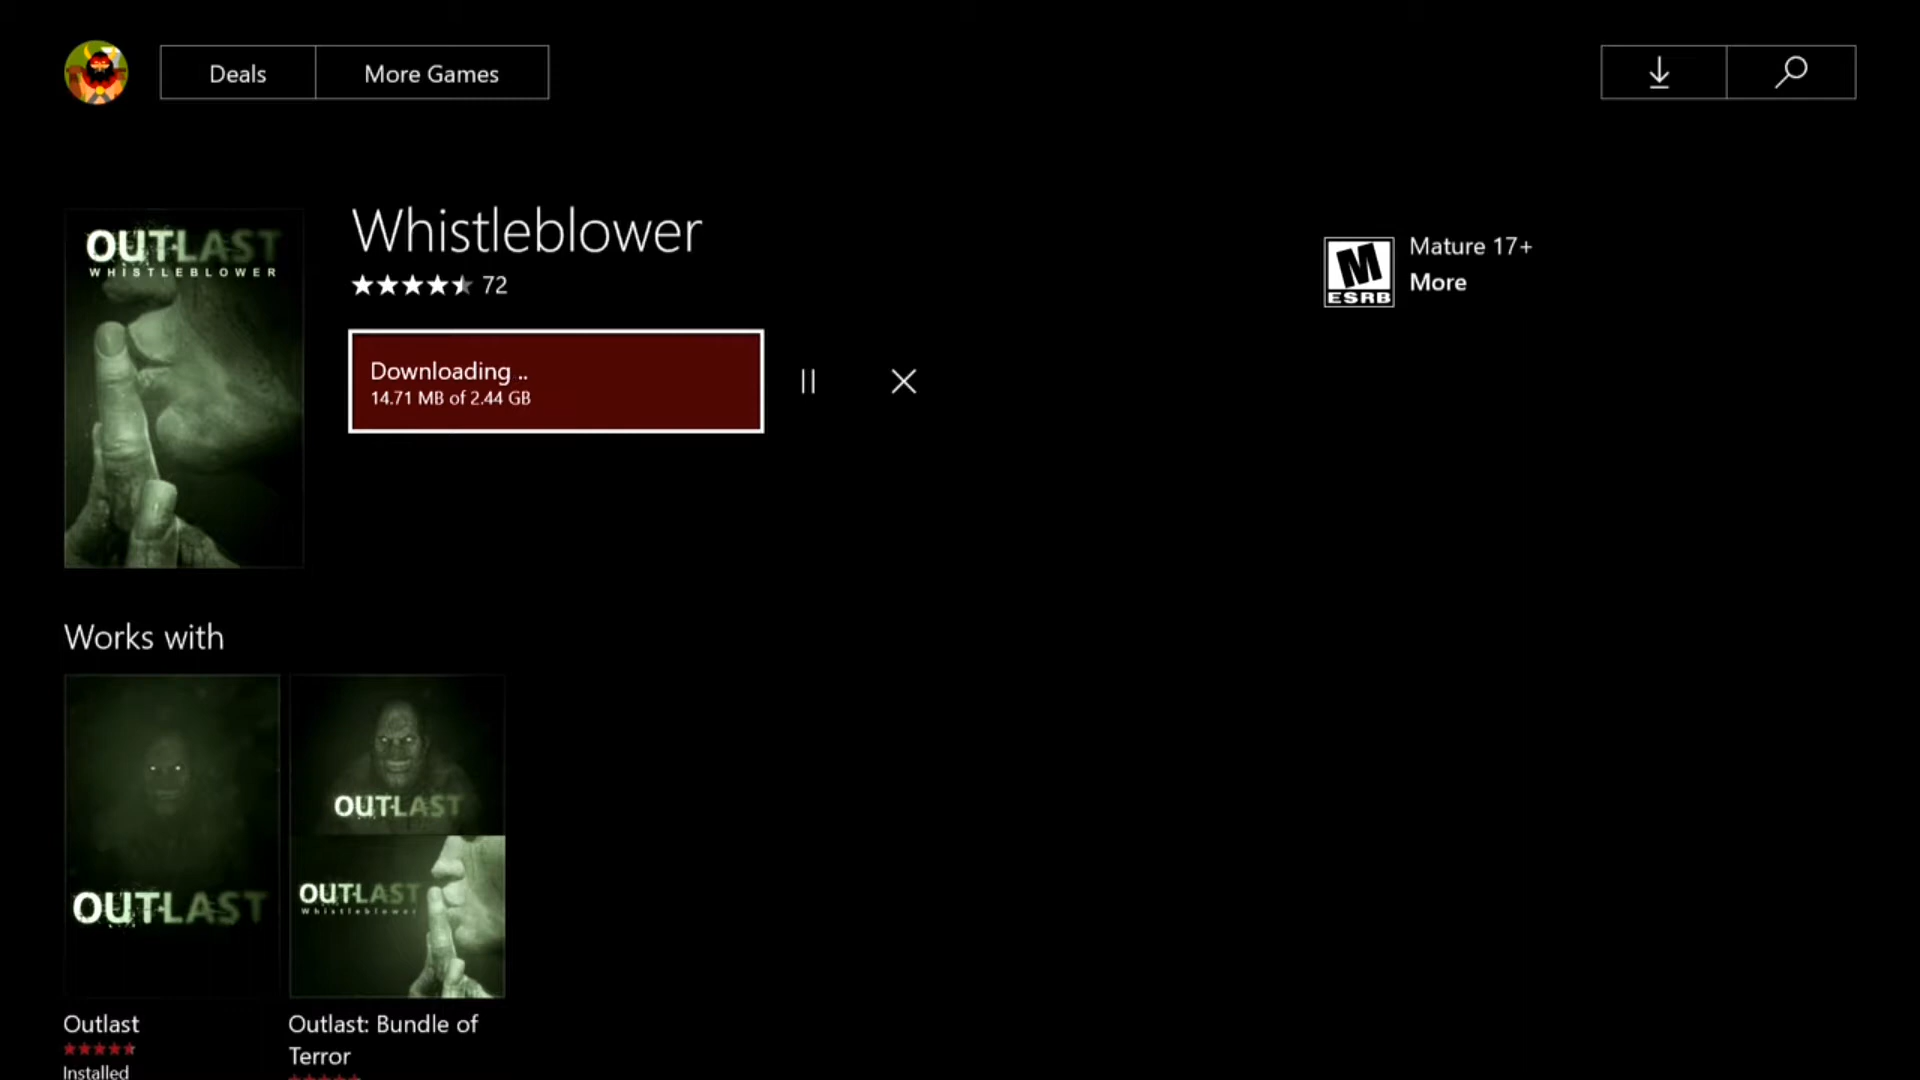 Deals
More Games
OUTLAST
WHISTLEBLOWER
Whistleblower
72
Downloading ..
14.71 MB of 2.44 GB
M
ESRB
Mature 17+
More
Works with
OUTLAST
OUTLAST
OUTLAST
Whistleblower
Outlast
Installed
Outlast: Bundle of
Terror